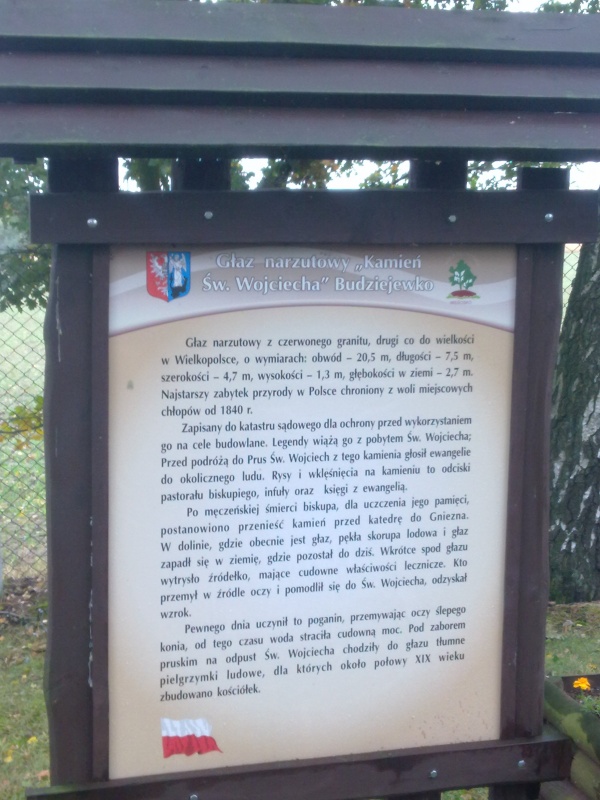 Głaz narzutowy „Kamień
Św. Wojciecha” Budziejewko
Głaz narzutowy z czerwonego granitu, drugi co do wielkości
w Wielkopolsce, o wymiarach: obwód – 20,5 m, długości – 7,5 m,
szerokości – 4,7 m, wysokości – 1,3 m, głębokości w ziemi – 2,7 m.
Najstarszy zabytek przyrody w Polsce chroniony z woli miejscowych
chłopów od 1840 r.
Zapisany do katastru sądowego dla ochrony przed wykorzystaniem
go na cele budowlane. Legendy wiążą go z pobytem Św. Wojciecha;
Przed podróżą do Prus Św. Wojciech z tego kamienia głosił ewangelie
do okolicznego ludu. Rysy i wklęśnięcia na kamieniu to odciski
pastorału biskupiego, infuły oraz księgi z ewangelią.
Po męczeńskiej śmierci biskupa, dla uczczenia jego pamięci,
postanowiono przenieść kamień przed katedrę do Gniezna.
W dolinie, gdzie obecnie jest głaz, pękła skorupa lodowa i głaz
zapadł się w ziemię, gdzie pozostał do dziś. Wkrótce spod głazu
wytrysło źródełko, mające cudowne właściwości lecznicze. Kto
przemył w źródle oczy i pomodlił się do Św. Wojciecha, odzyskał
wzrok.
Pewnego dnia uczynił to poganin, przemywając oczy ślepego
konia, od tego czasu woda straciła cudowną moc. Pod zaborem
pruskim na odpust Św. Wojciecha chodziły do głazu tłumne
pielgrzymki ludowe, dla których około połowy XIX wieku
zbudowano kościółek.